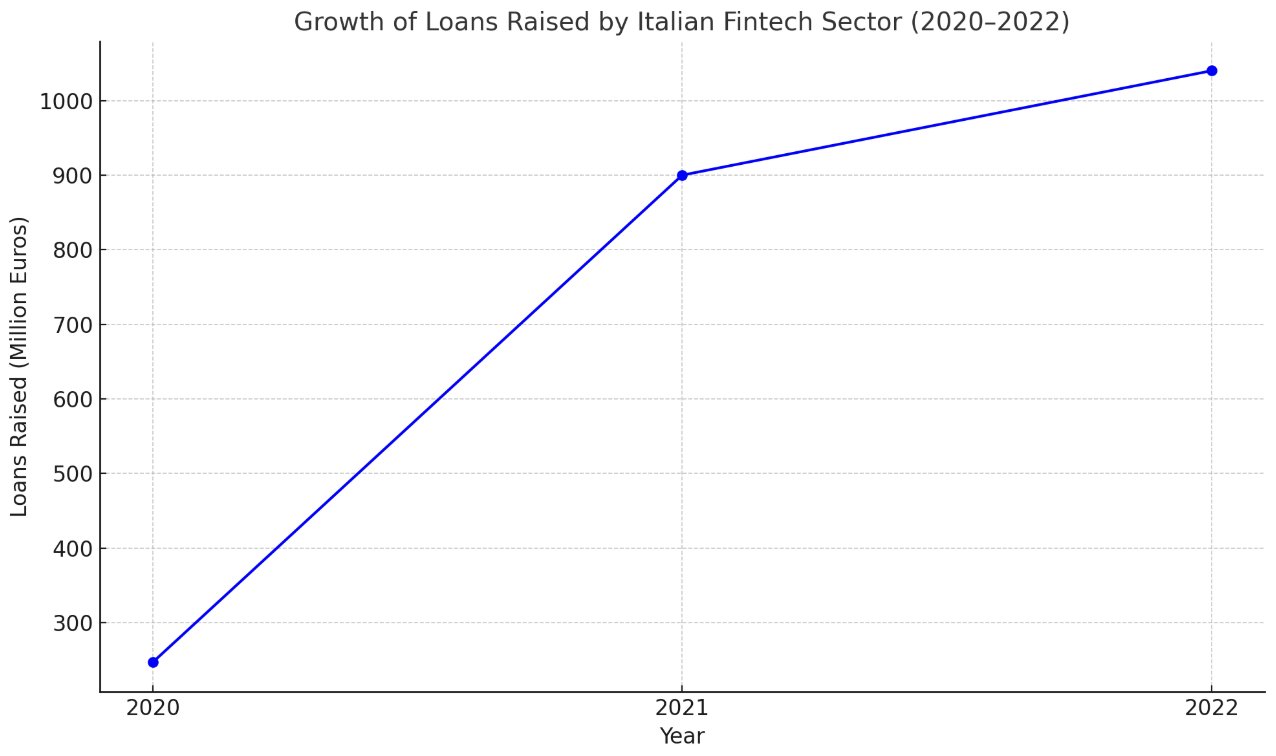 Growth of Loans Raised by Italian Fintech Sector (2020–2022)
Loans Raised (Million Euros)
1000
900
800
700
600
500
400
300
2020 2021 2022
Year